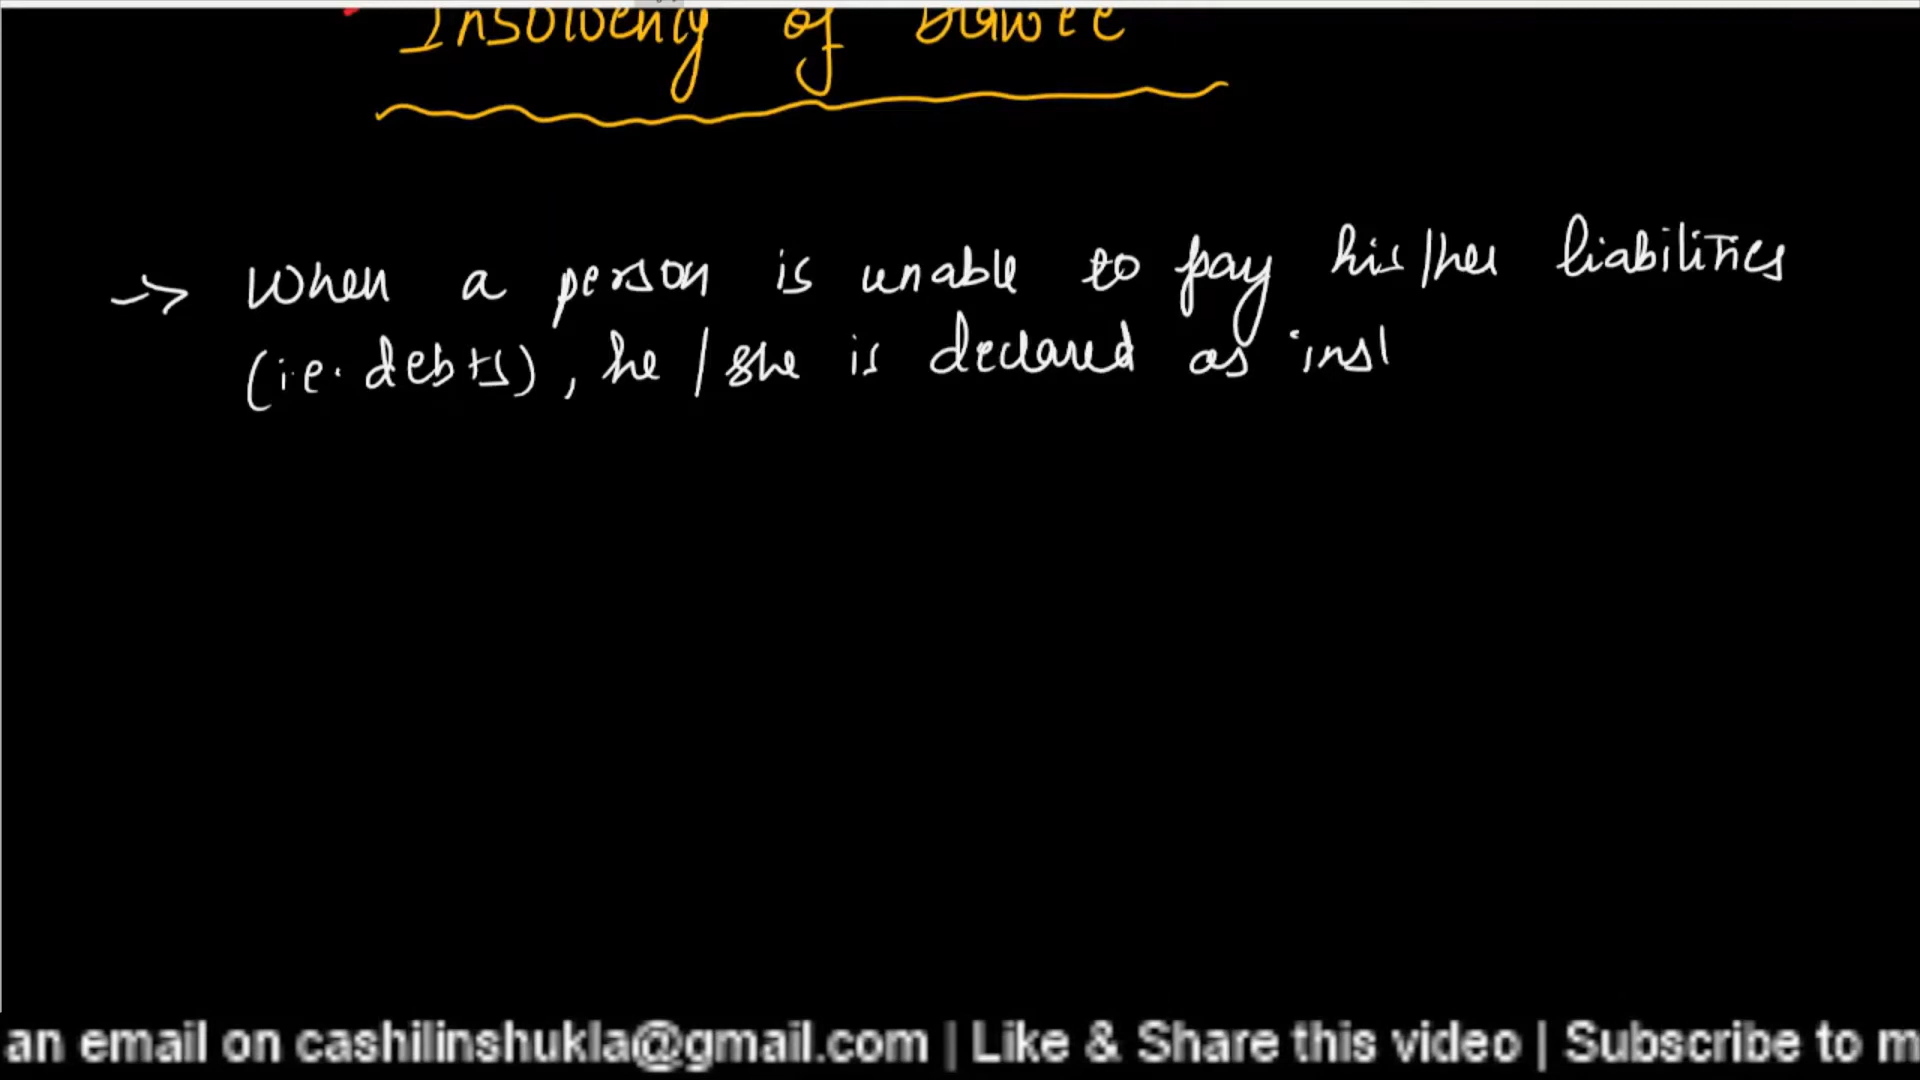 Insolvency of Drawee
-> When a person is unable to pay his/her liabilities
(i.e. debts), he / she is declared as 'insl
an email on cashilinshukla@gmail.com | Like & Share this video | Subscribe to m